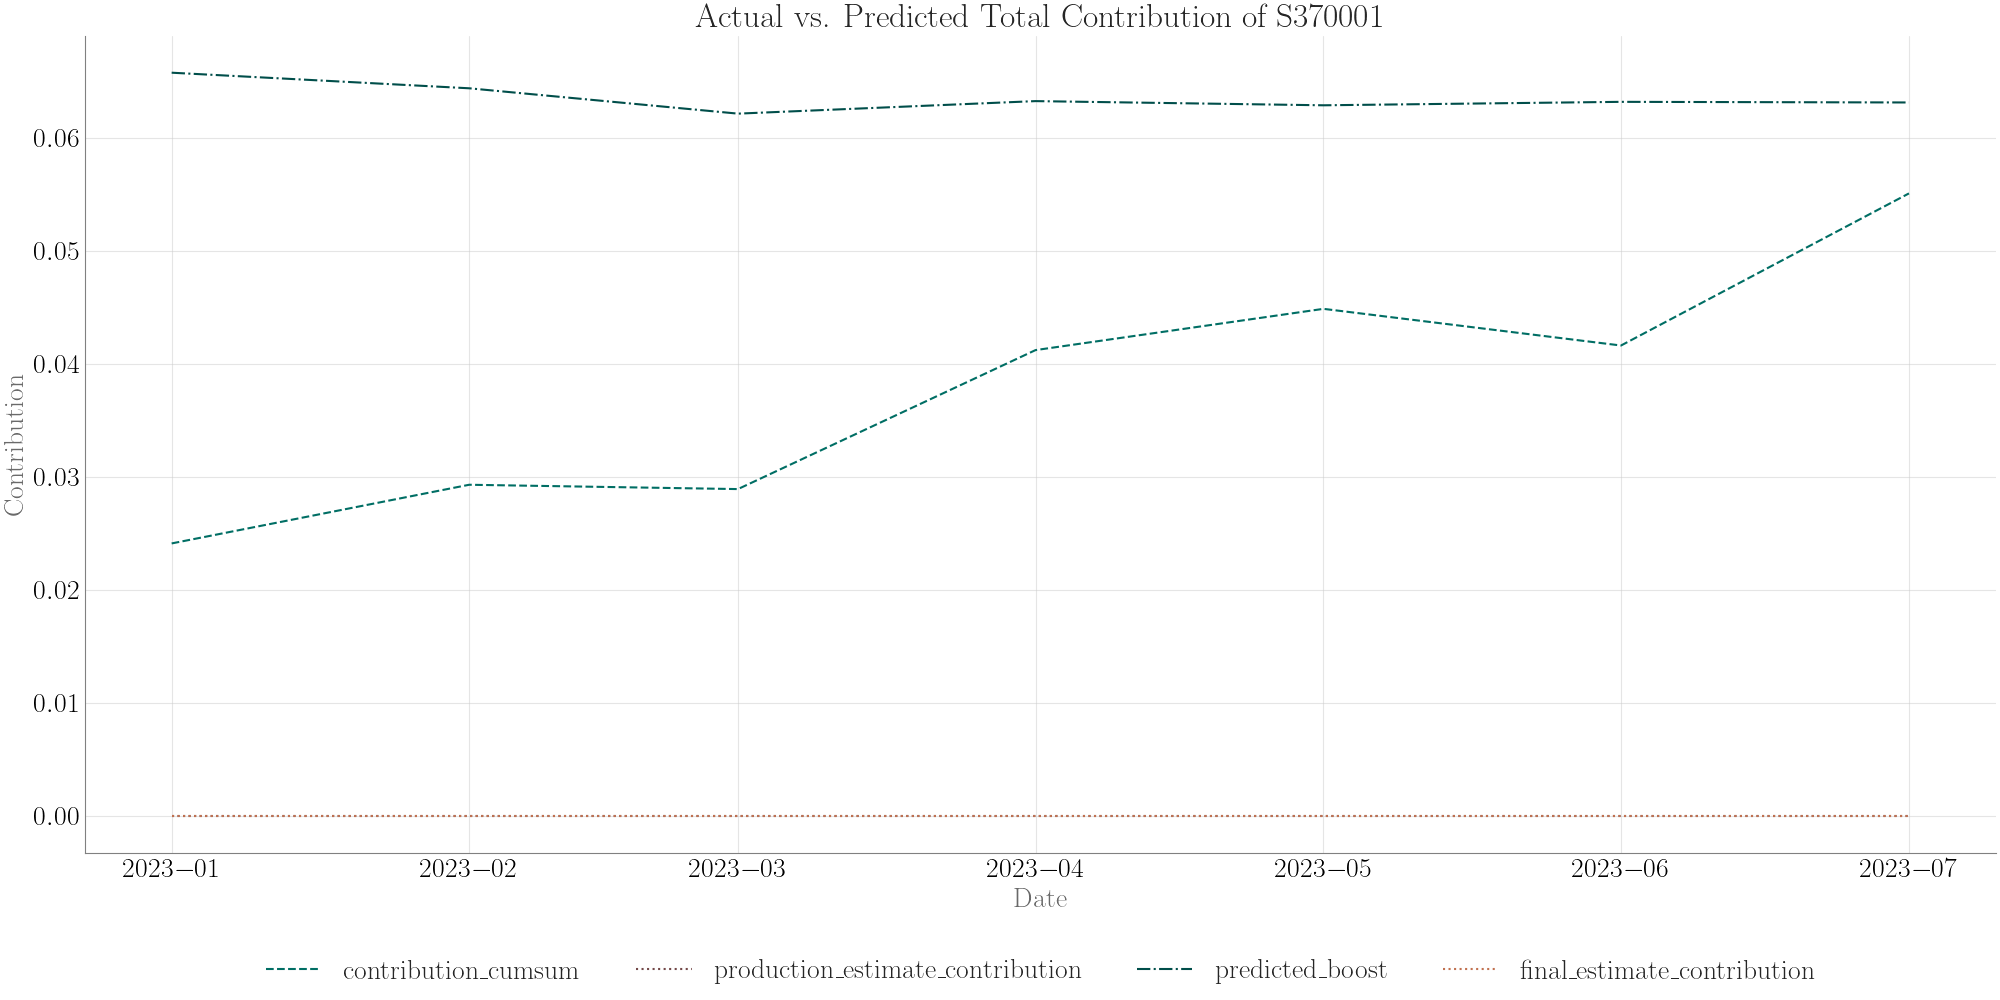 Actual vs. Predicted Total Contribution of S370001
0.06
0.05
0.04
0.03
0.02
0.01
0.00
Contribution
2023−01 2023−02 2023−03 2023−04 2023−05 2023−06 2023−07
Date
contribution_cumsum production_estimate_contribution predicted_boost final_estimate_contribution